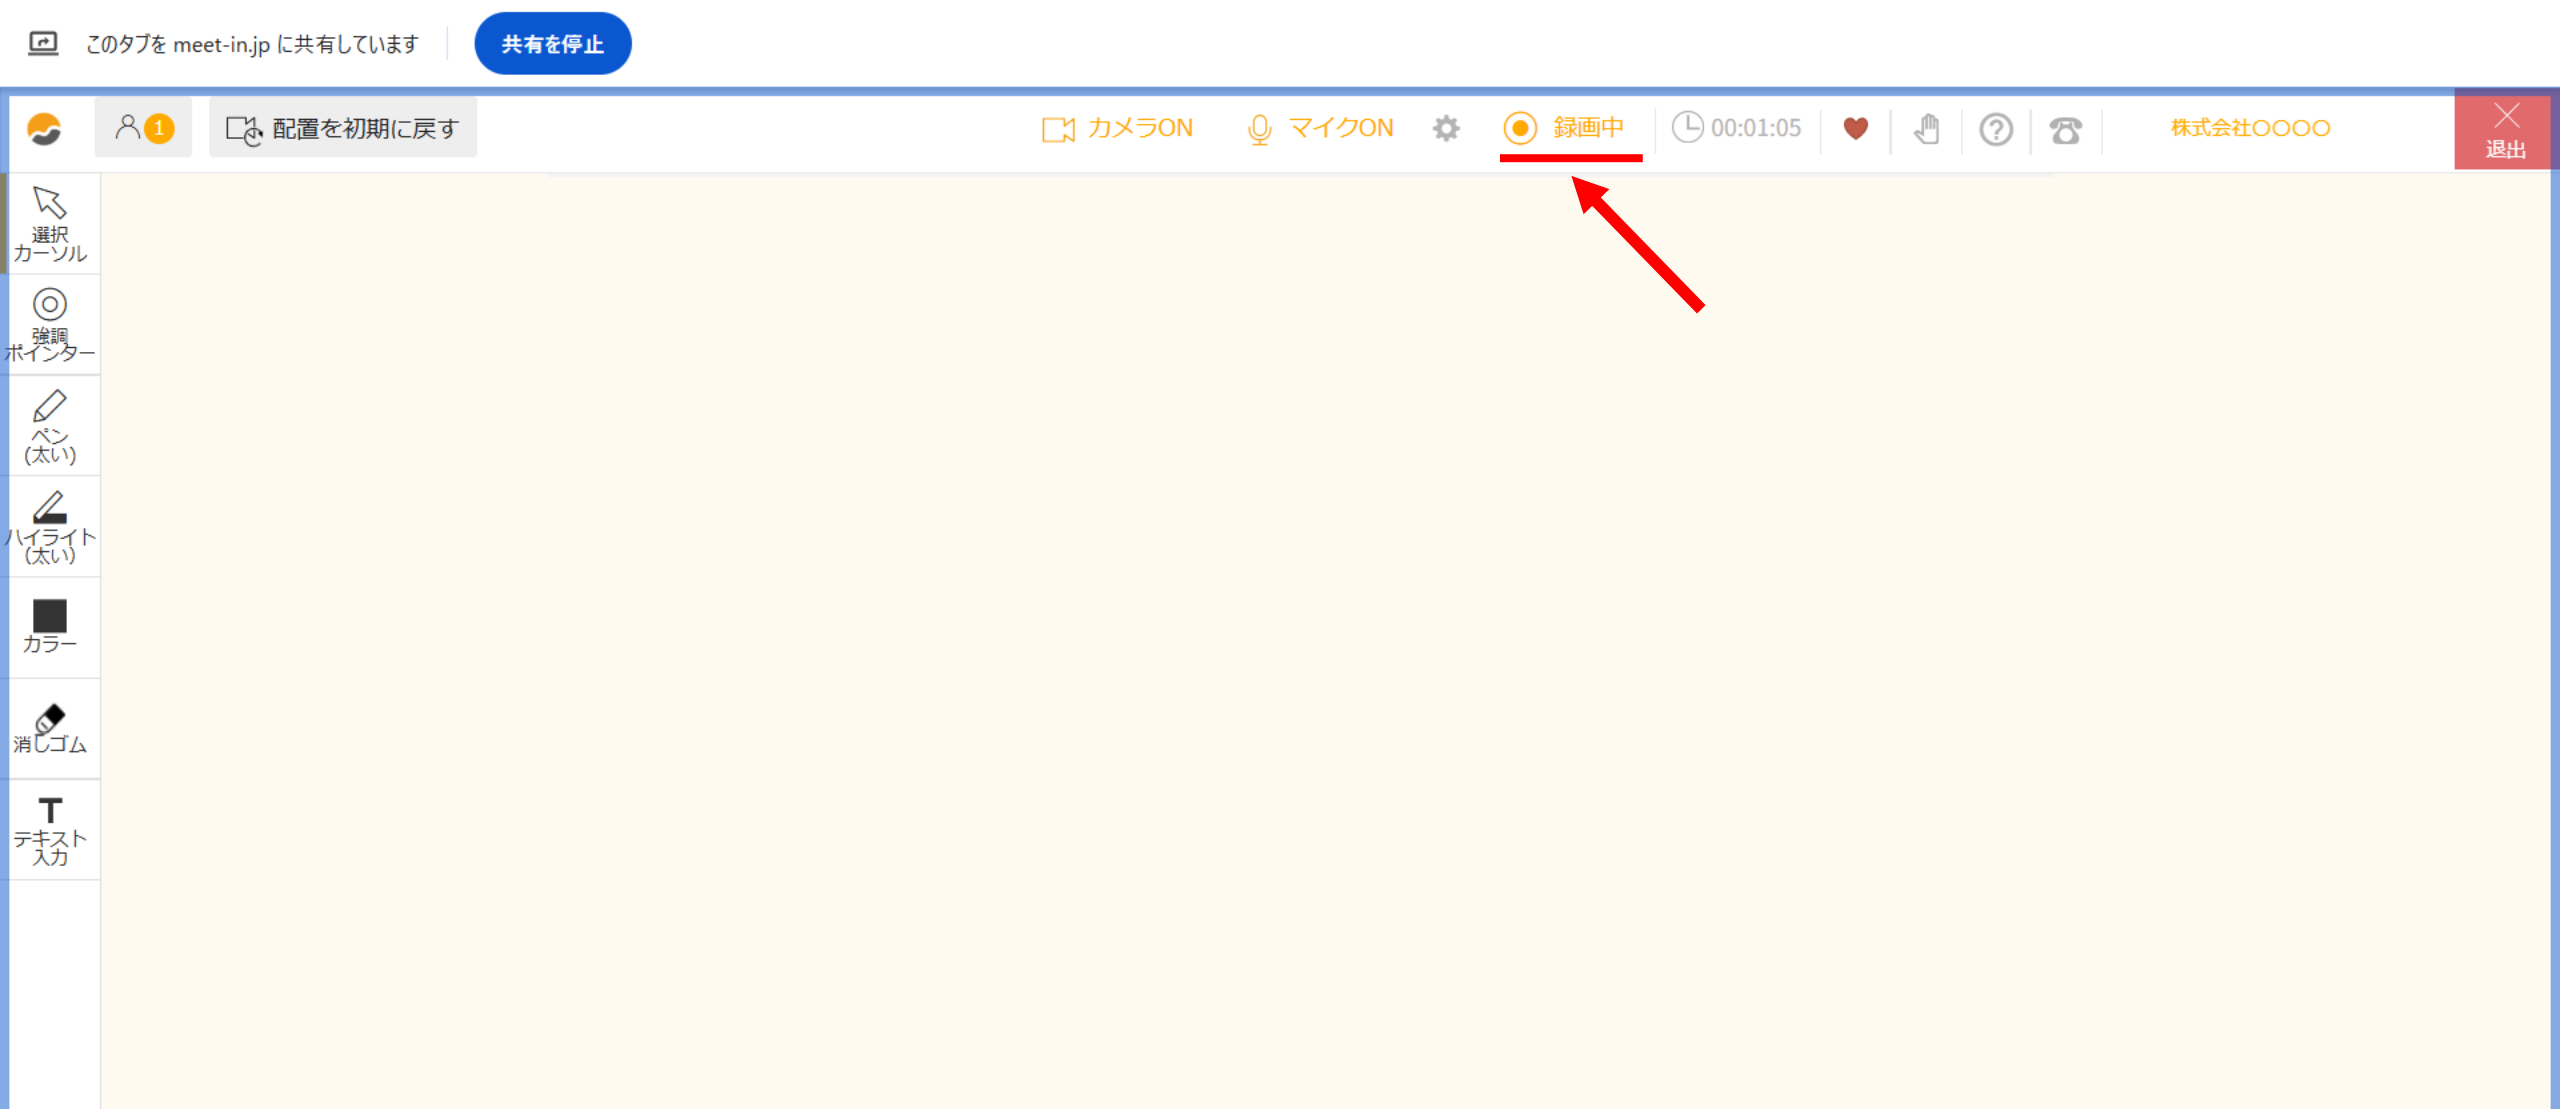 このタブを meet-in.jp に共有しています
共有を停止
1
配置を初期に戻す
カメラON
マイクON
録画中
00:01:05
株式会社〇〇〇〇
退出
選択
カーソル
強調
ポインター
ペン
(太い)
ハイライト
(太い)
カラー
消しゴム
T
テキスト
入力